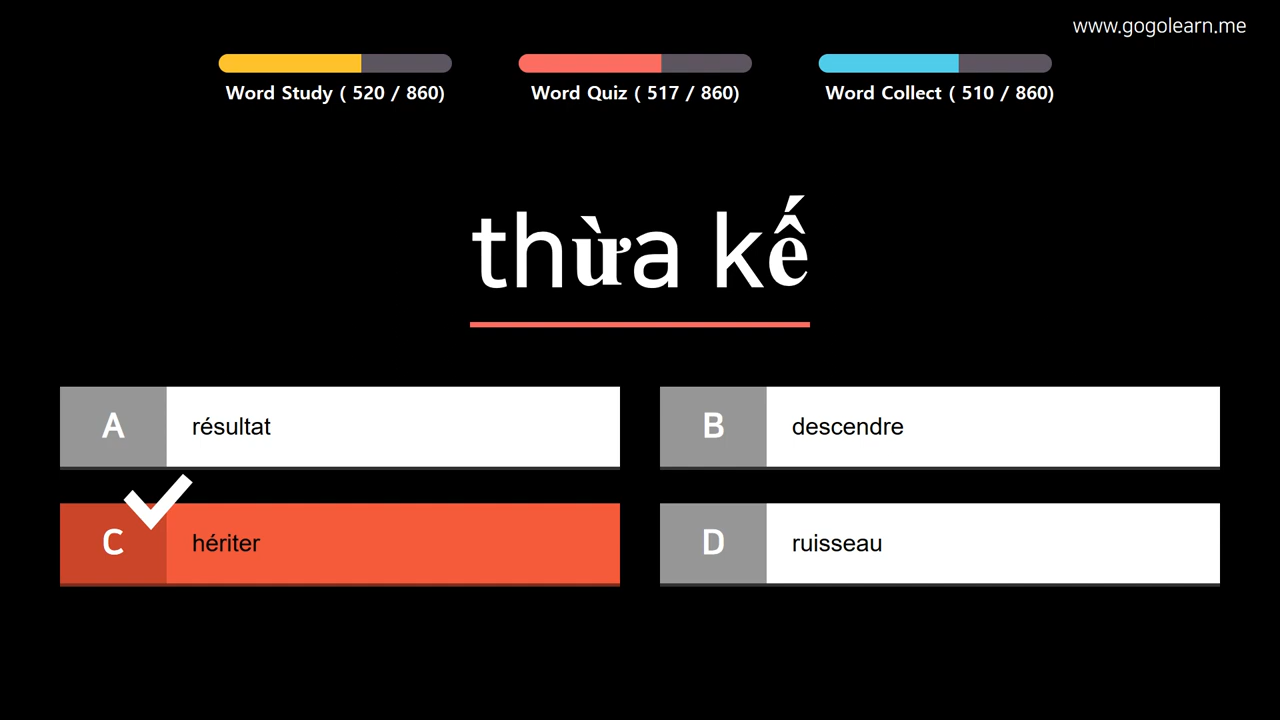 www.gogolearn.me
Word Study ( 520 / 860)
Word Quiz ( 517 / 860)
Word Collect ( 510 / 860)
thừa kế
A résultat
B descendre
C hériter
D ruisseau